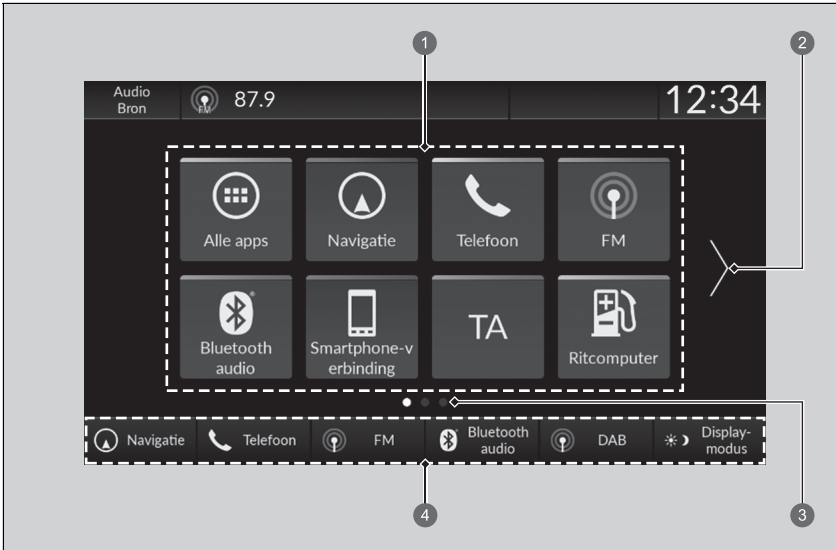 1
2
Audio
Bron
FM
87.9
12:34
Alle apps
Navigatie
Telefoon
FM
Bluetooth
audio
Smartphone-v
erbinding
TA
Ritcomputer
Navigatie
Telefoon
FM
Bluetooth
audio
DAB
Display-
modus
4
3